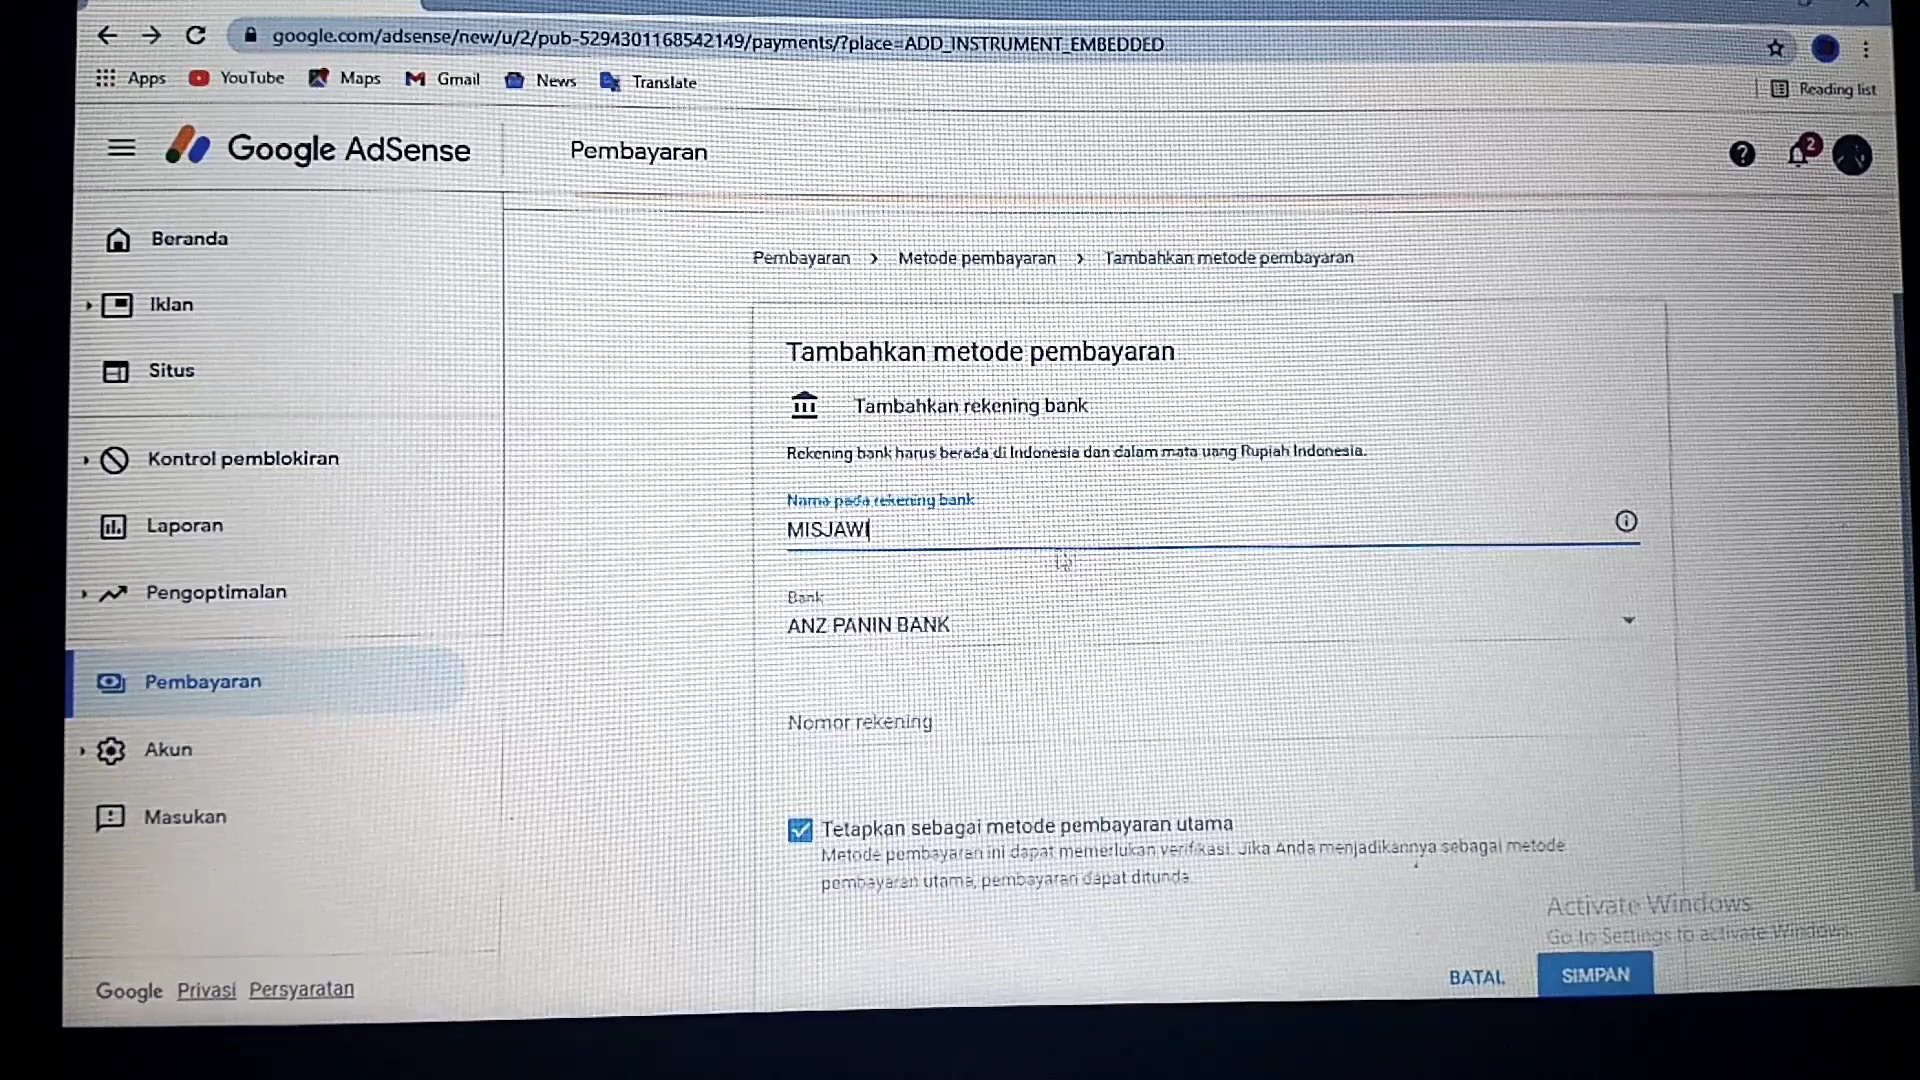 google.com/adsense/new/u/2/pub-5294301168542149/payments/?place=ADD_INSTRUMENT_EMBEDDED
Apps YouTube Maps Gmail News Translate
Reading list
Google AdSense
Pembayaran
2
Beranda
Iklan
Situs
Kontrol pemblokiran
Laporan
Pengoptimalan
Pembayaran
Akun
Masukan
Google Privasi Persyaratan
Pembayaran > Metode pembayaran > Tambahkan metode pembayaran
Tambahkan metode pembayaran
Tambahkan rekening bank
Rekening bank harus berada di Indonesia dan dalam mata uang Rupiah Indonesia.
Nama pada rekening bank
MISJAWI
Bank
ANZ PANIN BANK
Nomor rekening
Tetapkan sebagai metode pembayaran utama
Metode pembayaran ini dapat memerlukan verifikasi. Jika Anda menjadikannya sebagai metode
pembayaran utama, pembayaran dapat ditunda.
Activate Windows
Go to Settings to activate Windows.
BATAL SIMPAN